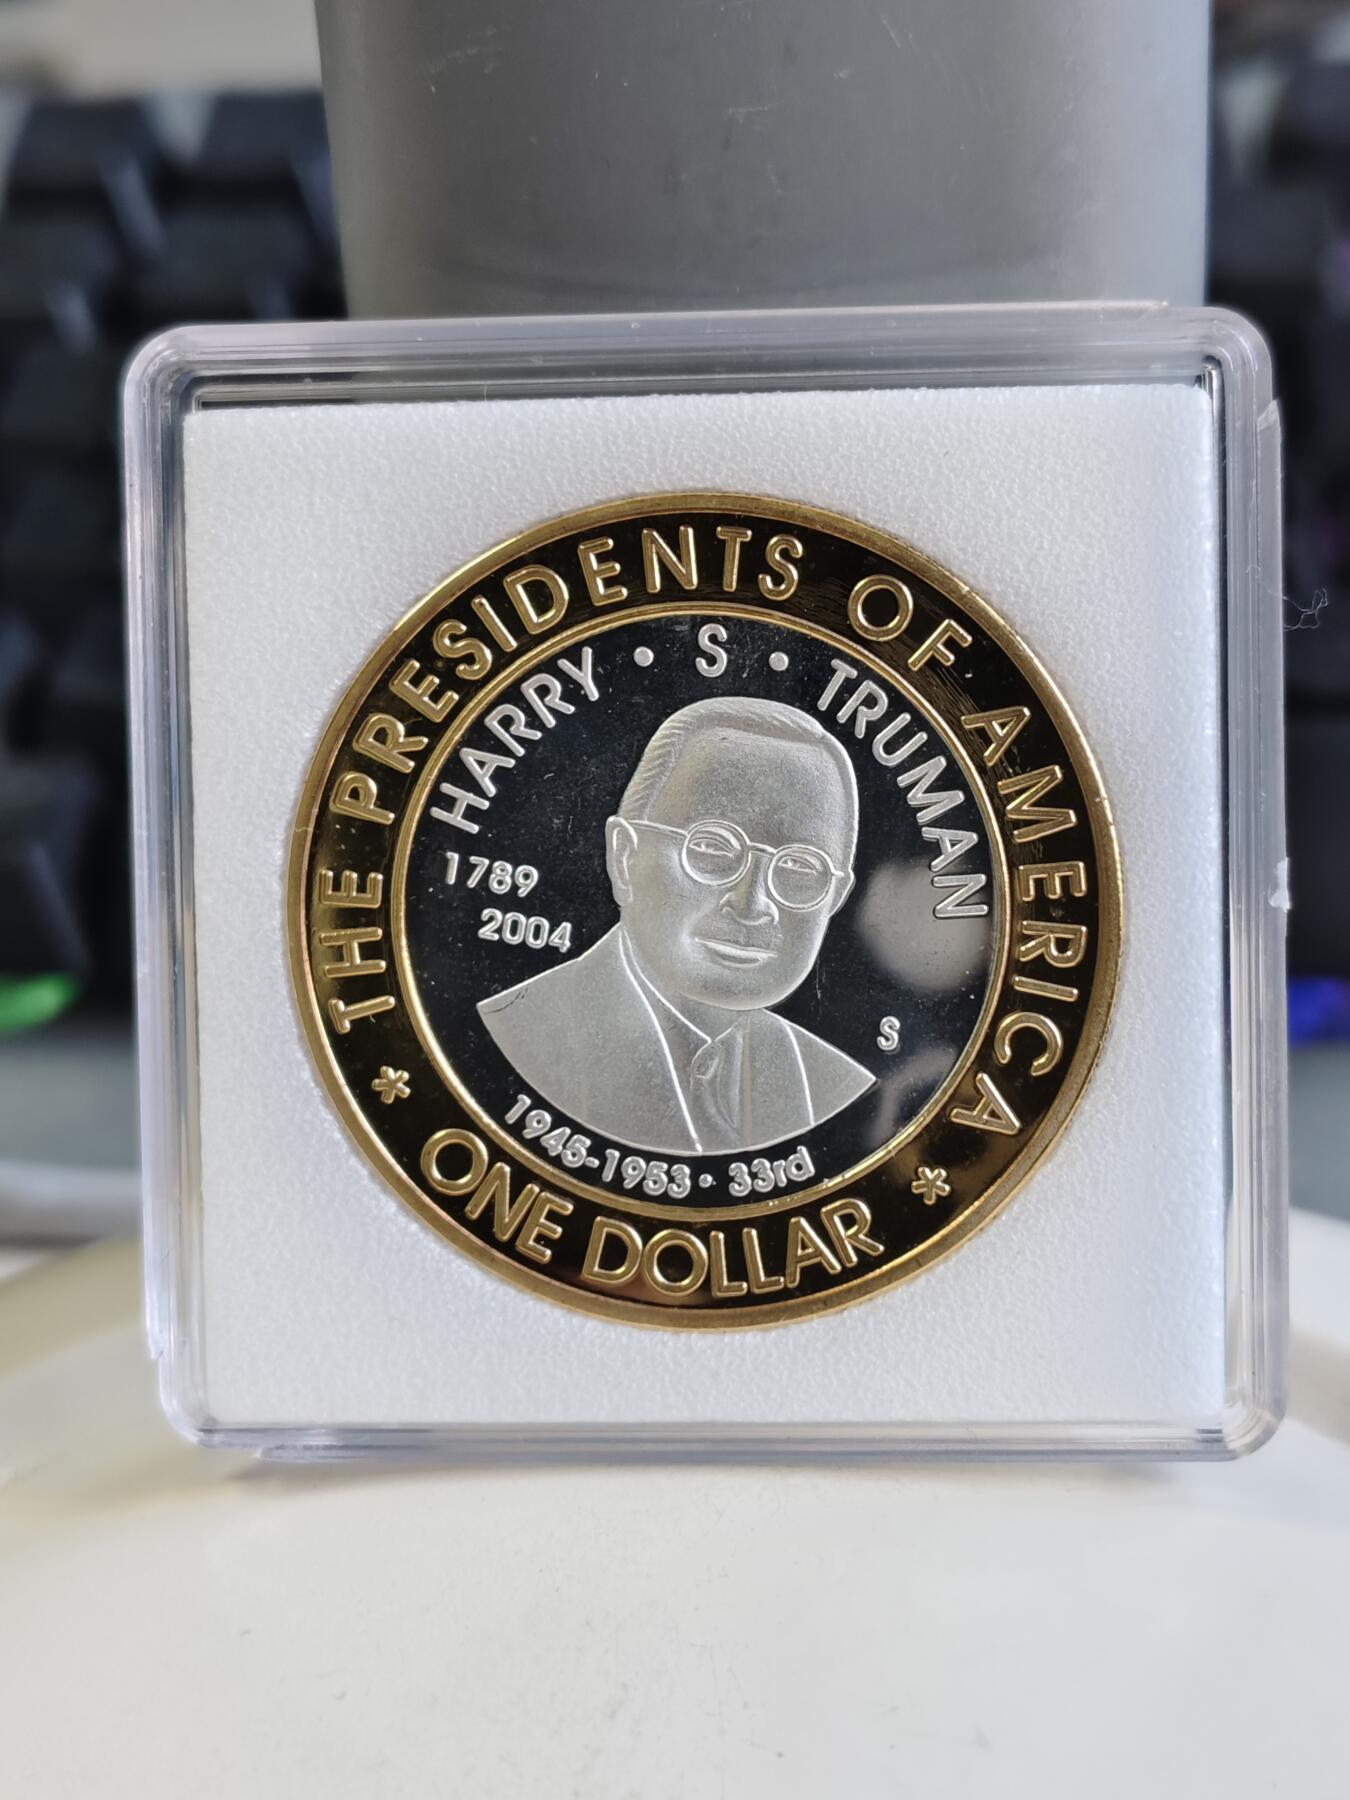 THE PRESIDENTS OF AMERICA
HARRY • S • TRUMAN
1789
2004
S
1945-1953 • 33rd
* ONE DOLLAR *